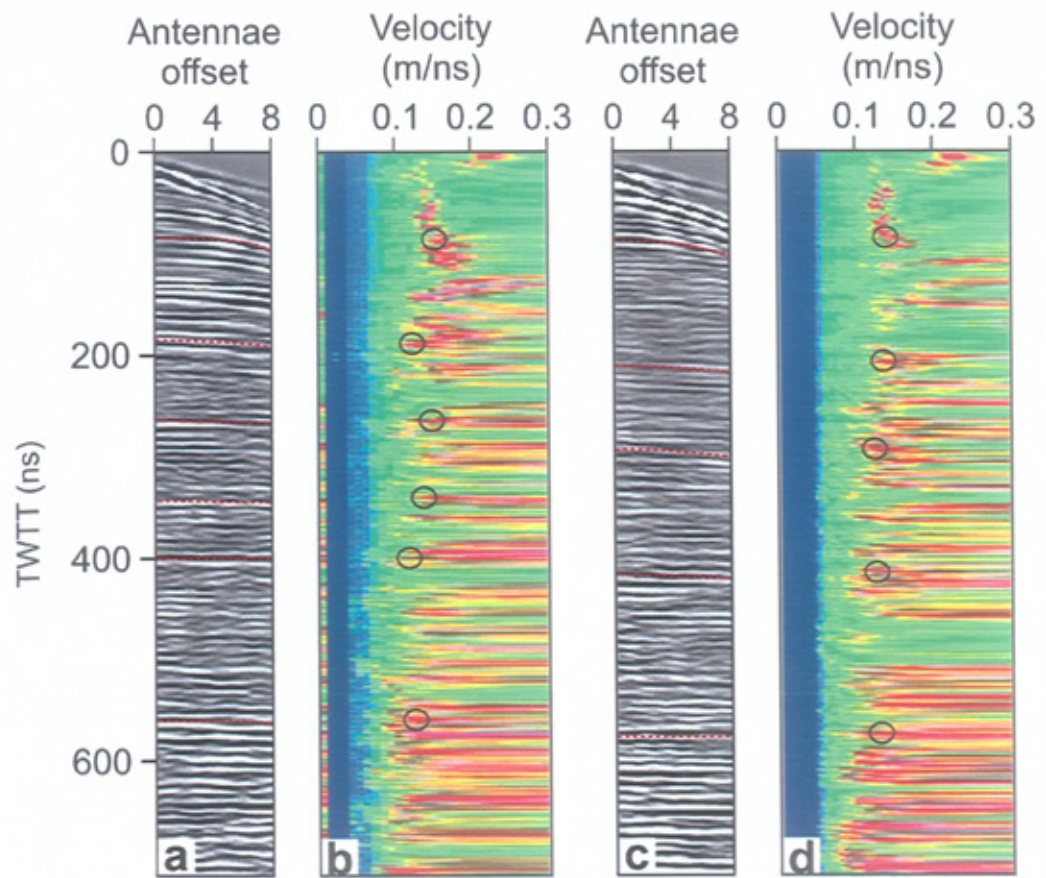 Antennae offset
Velocity (m/ns)
Antennae offset
Velocity (m/ns)
0 4 8
0 0.1 0.2 0.3
0 4 8
0 0.1 0.2 0.3
0
200
400
600
TWTT (ns)
a
b
c
d